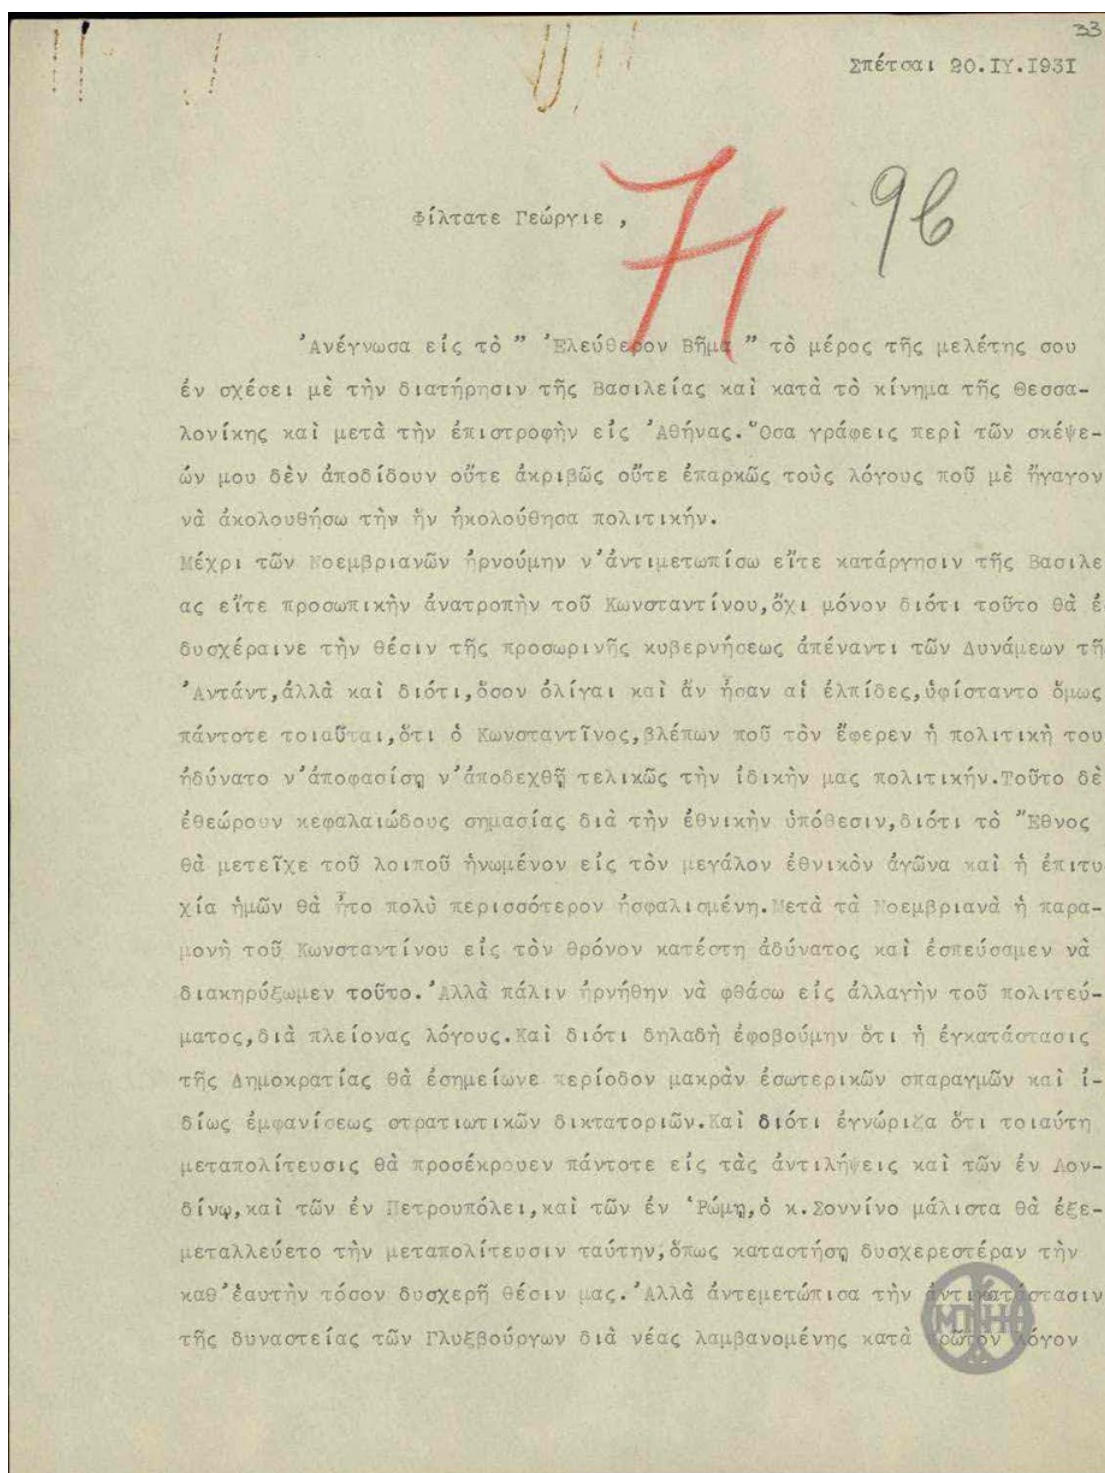 33
Σπέτσαι 20.IV.1931
71
96
Φίλτατε Γεώργιε ,
Ἀνέγνωσα εἰς τὸ " Ἐλεύθερον Βῆμα " τὸ μέρος τῆς μελέτης σου
ἐν σχέσει μὲ τὴν διατήρησιν τῆς Βασιλείας καὶ κατὰ τὸ κίνημα τῆς Θεσσα-
λονίκης καὶ μετὰ τὴν ἐπιστροφὴν εἰς Ἀθήνας.Ὅσα γράφεις περὶ τῶν σκέψε-
ών μου δὲν ἀποδίδουν οὔτε ἀκριβῶς οὔτε ἐπαρκῶς τοὺς λόγους ποῦ μὲ ἤγαγον
νὰ ἀκολουθήσω τὴν ἣν ἠκολούθησα πολιτικήν.
Μέχρι τῶν Νοεμβριανῶν ἠρνούμην ν'ἀντιμετωπίσω εἴτε κατάργησιν τῆς Βασιλε
ας εἴτε προσωπικὴν ἀνατροπὴν τοῦ Κωνσταντίνου,ὄχι μόνον διότι τοῦτο θὰ ἐ
δυσχέραινε τὴν θέσιν τῆς προσωρινῆς κυβερνήσεως ἀπέναντι τῶν Δυνάμεων τῆ
Ἀντάντ,ἀλλὰ καὶ διότι,ὅσον ὀλίγαι καὶ ἂν ἦσαν αἱ ἐλπίδες,ὑφίσταντο ὅμως
πάντοτε τοιαῦται,ὅτι ὁ Κωνσταντῖνος,βλέπων ποῦ τὸν ἔφερεν ἡ πολιτικὴ του
ἠδύνατο ν'ἀποφασίσῃ ν'ἀποδεχθῇ τελικῶς τὴν ἰδικὴν μας πολιτικήν.Τοῦτο δὲ
ἐθεώρουν κεφαλαιώδους σημασίας διὰ τὴν ἐθνικὴν ὑπόθεσιν,διότι τὸ Ἔθνος
θὰ μετεῖχε τοῦ λοιποῦ ἡνωμένον εἰς τὸν μεγάλον ἐθνικὸν ἀγῶνα καὶ ἡ ἐπιτυ
χία ἡμῶν θὰ ἦτο πολὺ περισσότερον ἠσφαλισμένη.Μετὰ τὰ Νοεμβριανὰ ἡ παρα-
μονὴ τοῦ Κωνσταντίνου εἰς τὸν θρόνον κατέστη ἀδύνατος καὶ ἐσπεύσαμεν νὰ
διακηρύξωμεν τοῦτο.Ἀλλὰ πάλιν ἠρνήθην νὰ φθάσω εἰς ἀλλαγὴν τοῦ πολιτεύ-
ματος,διὰ πλείονας λόγους.Καὶ διότι δηλαδὴ ἐφοβούμην ὅτι ἡ ἐγκατάστασις
τῆς Δημοκρατίας θὰ ἐσημείωνε περίοδον μακρὰν ἐσωτερικῶν σπαραγμῶν καὶ ἰ-
δίως ἐμφανίσεως στρατιωτικῶν δικτατοριῶν.Καὶ διότι ἐγνώριζα ὅτι τοιαύτη
μεταπολίτευσις θὰ προσέκρουεν πάντοτε εἰς τὰς ἀντιλήψεις καὶ τῶν ἐν Λον-
δίνῳ,καὶ τῶν ἐν Πετρουπόλει,καὶ τῶν ἐν Ῥώμῃ,ὁ κ.Σοννίνο μάλιστα θὰ ἐξε-
μεταλλεύετο τὴν μεταπολίτευσιν ταύτην,ὅπως καταστήσῃ δυσχερεστέραν τὴν
καθ'ἑαυτὴν τόσον δυσχερῆ θέσιν μας.Ἀλλὰ ἀντεμετώπισα τὴν ἀντικατάστασιν
τῆς δυναστείας τῶν Γλυξβούργων διὰ νέας λαμβανομένης κατὰ πρῶτον λόγον